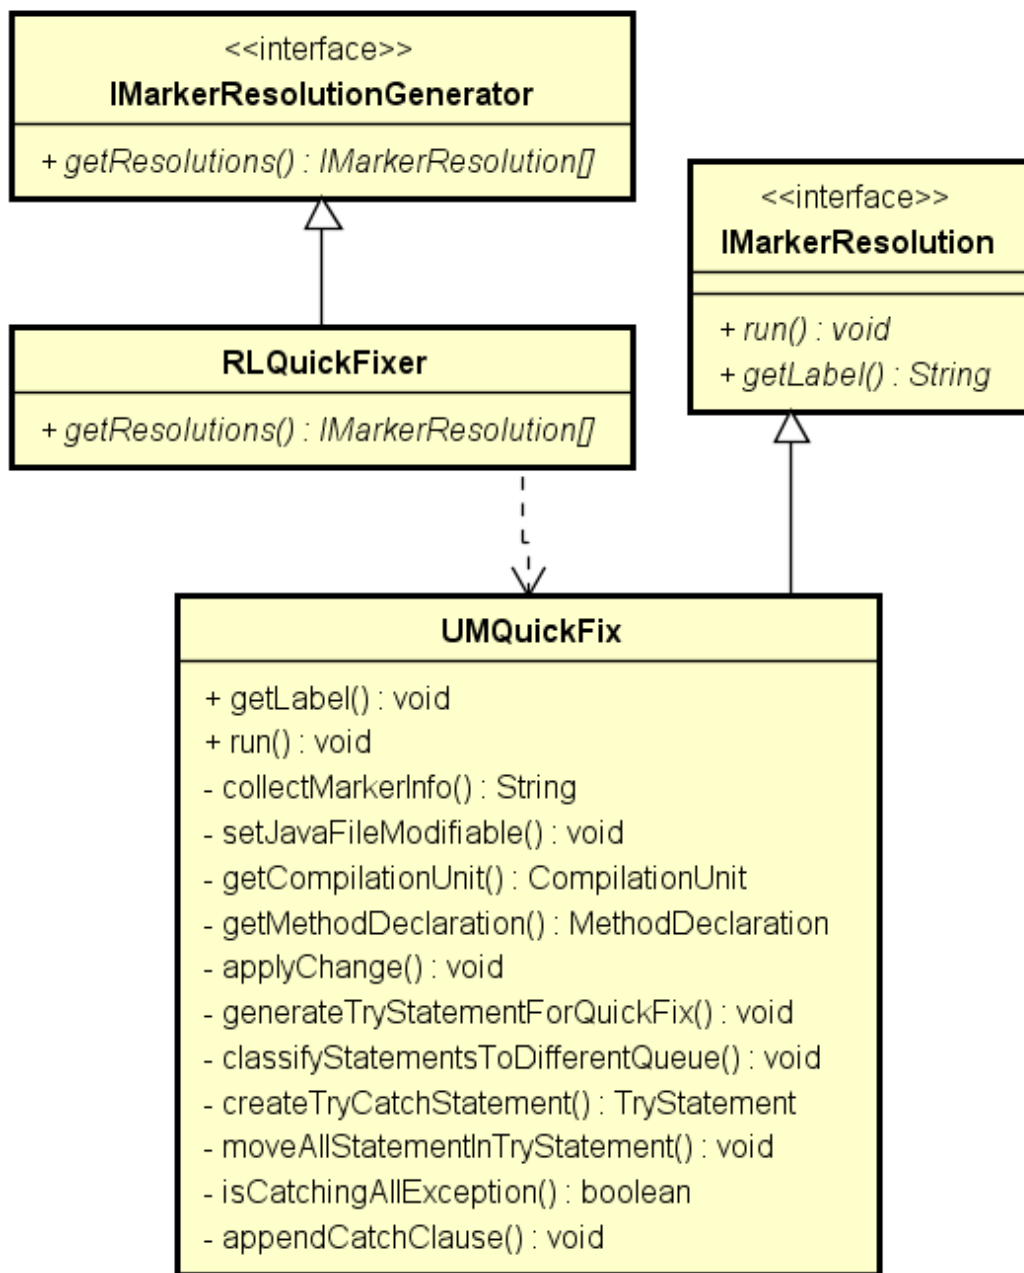 <<interface>>
IMarkerResolutionGenerator
+ getResolutions() : IMarkerResolution[]
<<interface>>
IMarkerResolution
+ run() : void
+ getLabel() : String
RLQuickFixer
+ getResolutions() : IMarkerResolution[]
UMQuickFix
+ getLabel() : void
+ run() : void
- collectMarkerInfo() : String
- setJavaFileModifiable() : void
- getCompilationUnit() : CompilationUnit
- getMethodDeclaration() : MethodDeclaration
- applyChange() : void
- generateTryStatementForQuickFix() : void
- classifyStatementsToDifferentQueue() : void
- createTryCatchStatement() : TryStatement
- moveAllStatementInTryStatement() : void
- isCatchingAllException() : boolean
- appendCatchClause() : void